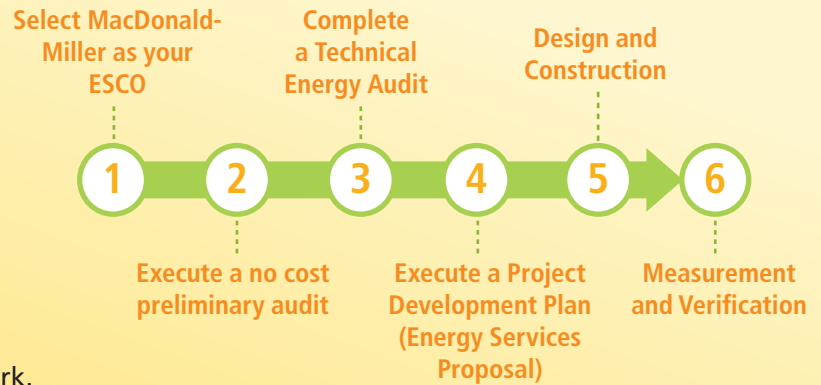 Select MacDonald-
Miller as your
ESCO
Complete
a Technical
Energy Audit
Design and
Construction
1
2
3
4
5
6
Execute a no cost
preliminary audit
Execute a Project
Development Plan
(Energy Services
Proposal)
Measurement
and Verification
rk.